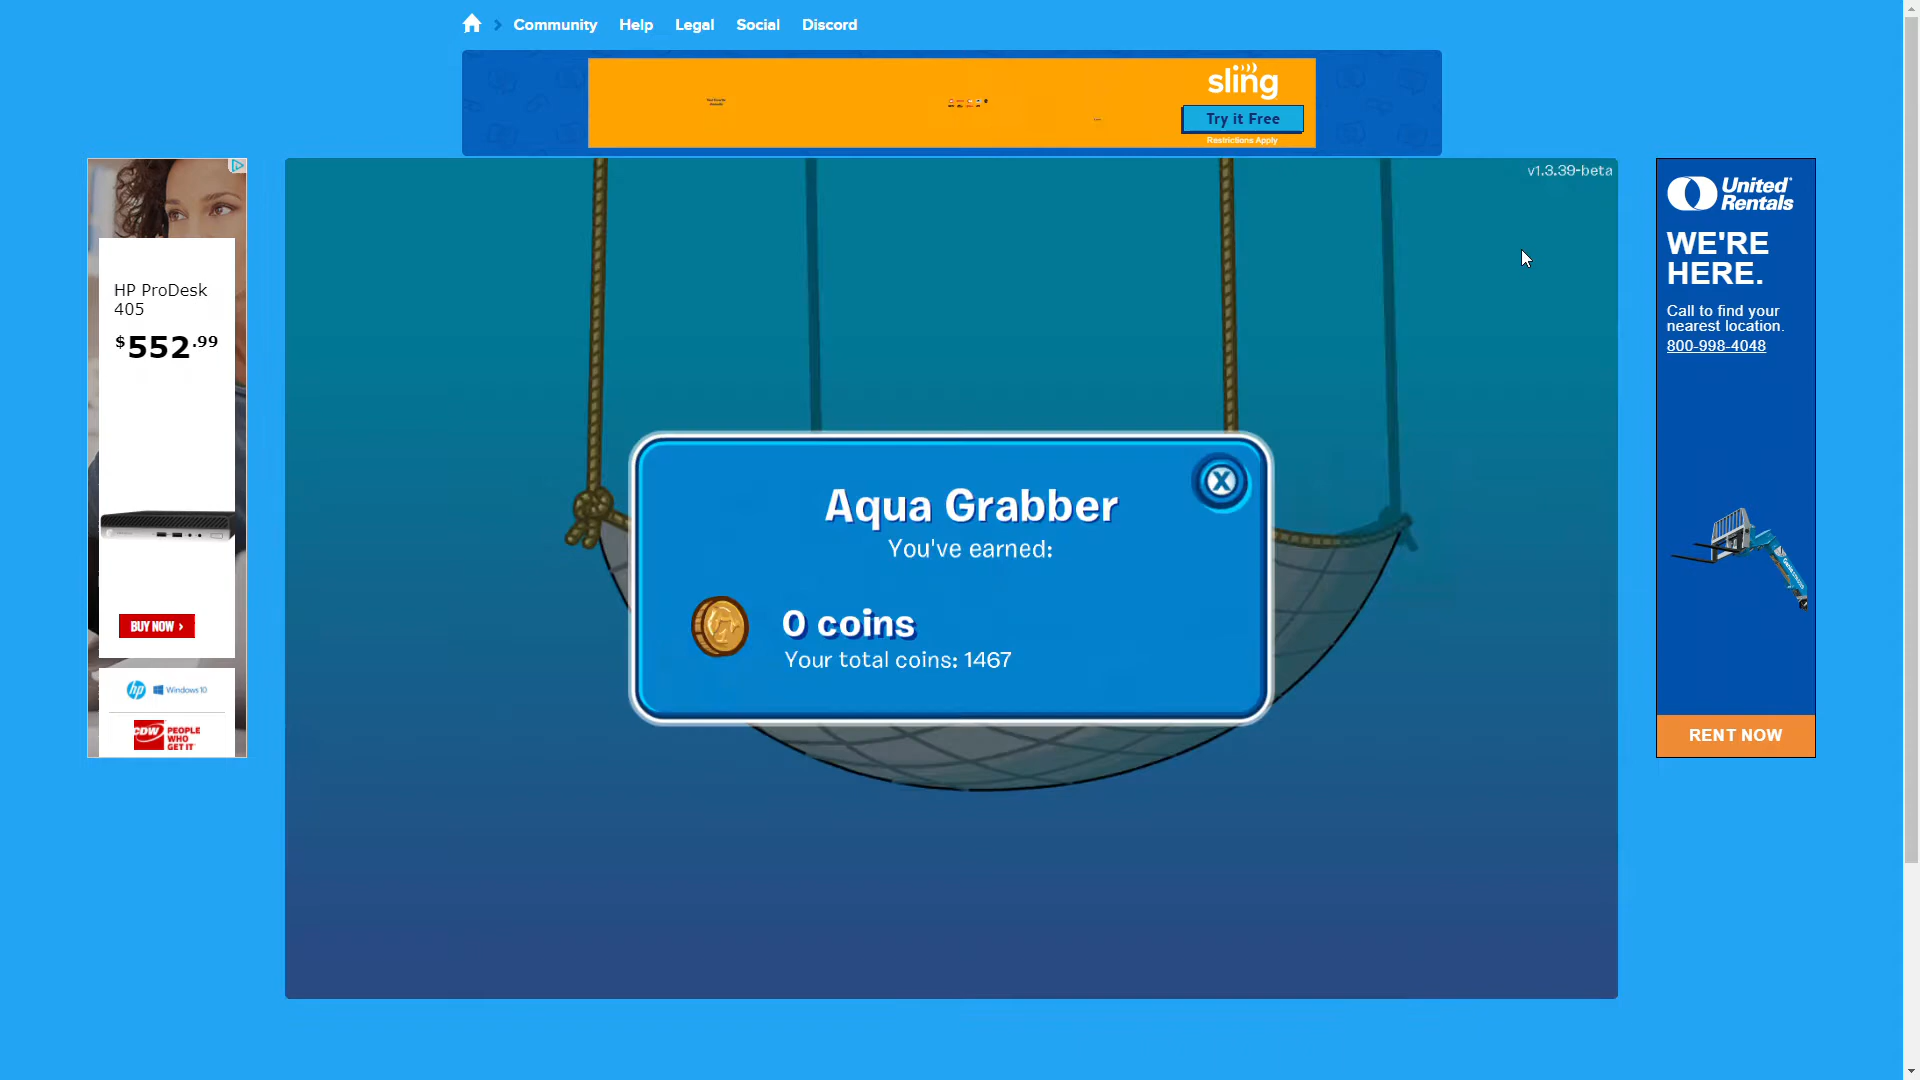 Community Help Legal Social Discord
sling
Try it Free
Restrictions Apply
v1.3.39-beta
HP ProDesk
405
$552.99
BUY NOW ›
hp Windows 10
CDW PEOPLE
WHO
GET IT
Aqua Grabber
X
You've earned:
0 coins
Your total coins: 1467
United
Rentals
WE'RE
HERE.
Call to find your
nearest location.
800-998-4048
RENT NOW